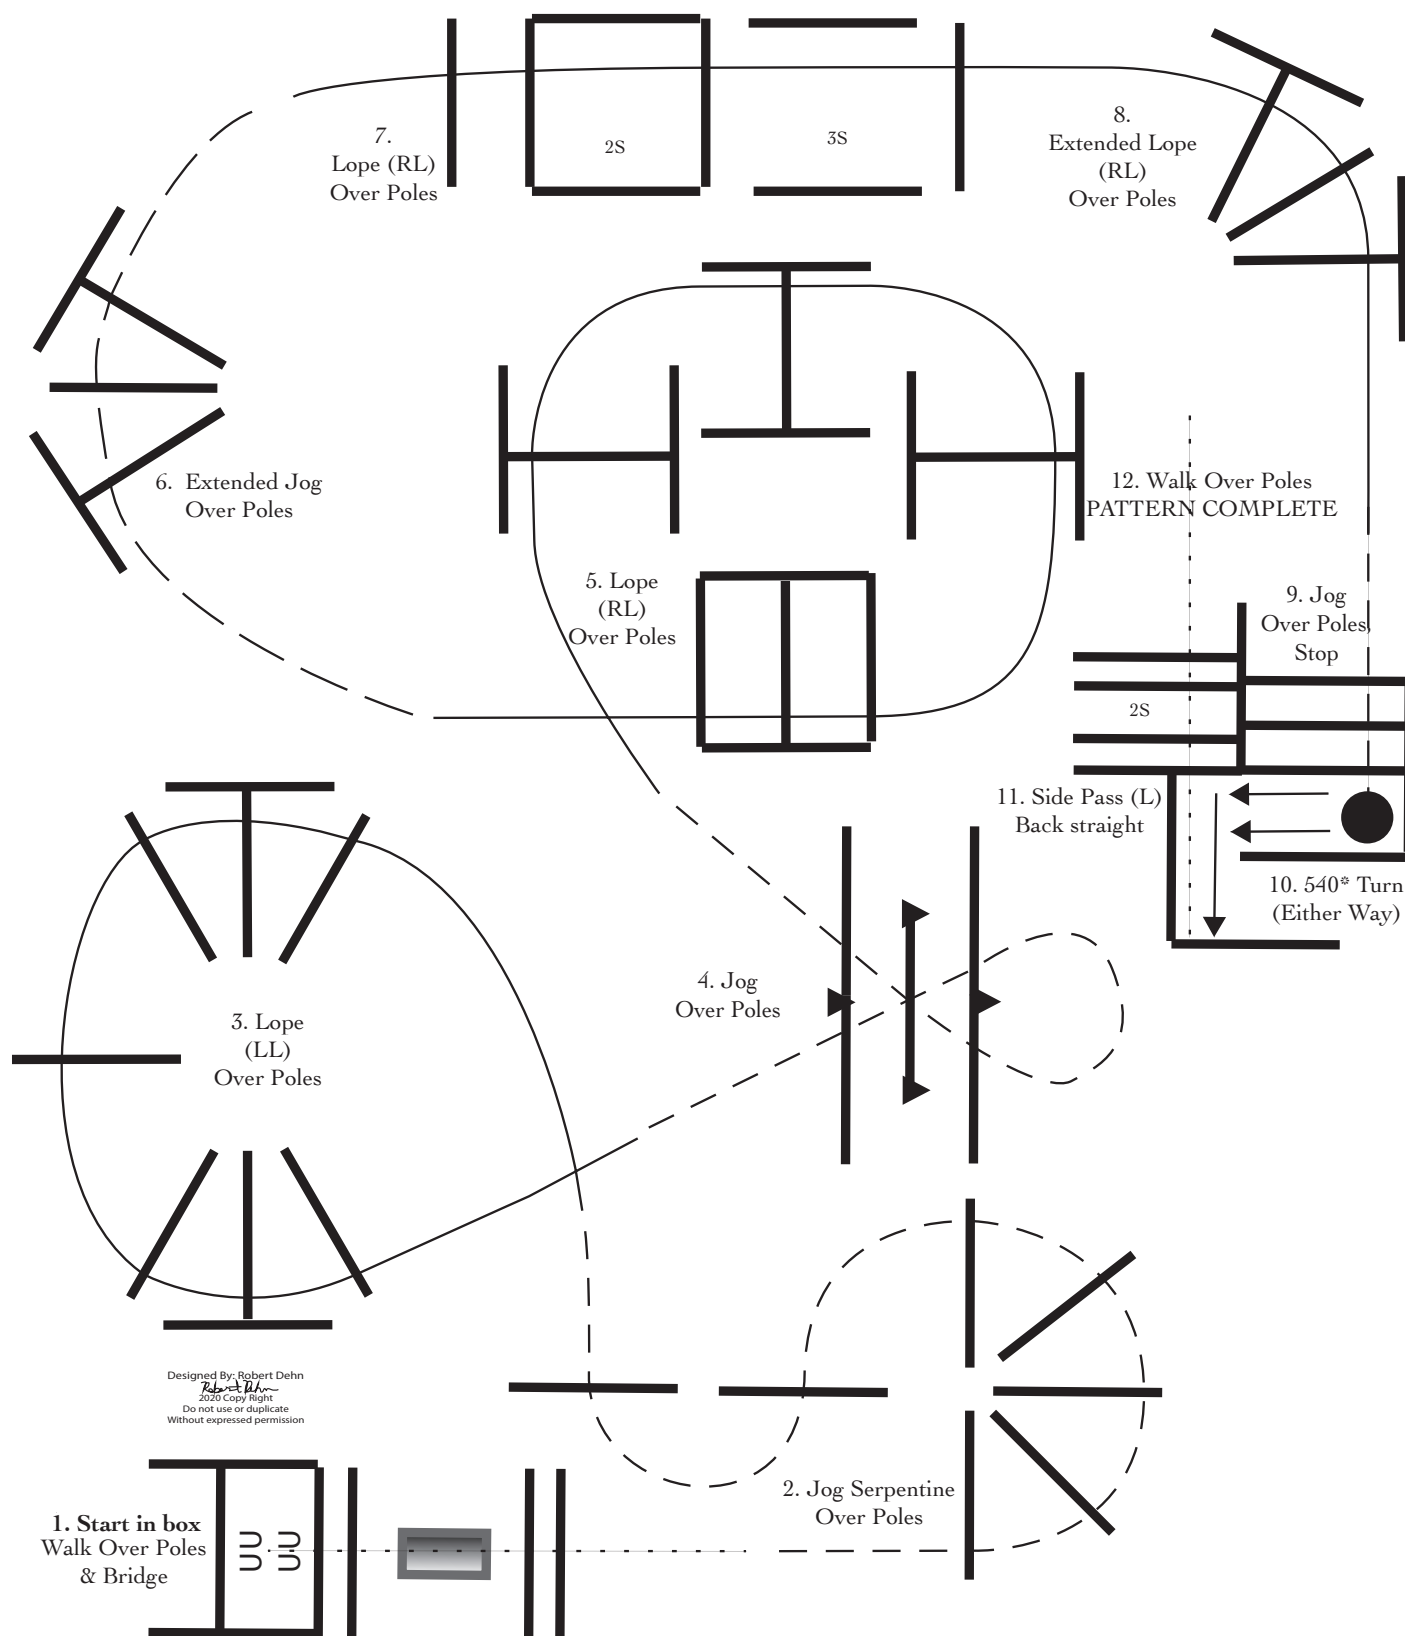 7.
Lope (RL)
Over Poles
2S
3S
8.
Extended Lope
(RL)
Over Poles
6. Extended Jog
Over Poles
12. Walk Over Poles
PATTERN COMPLETE
5. Lope
(RL)
Over Poles
9. Jog
Over Poles,
Stop
2S
11. Side Pass (L)
Back straight
10. 540* Turn
(Either Way)
4. Jog
Over Poles
3. Lope
(LL)
Over Poles
Designed By: Robert Dehn
Robert Dehn
2020 Copy Right
Do not use or duplicate
Without expressed permission
2. Jog Serpentine
Over Poles
1. Start in box
Walk Over Poles
& Bridge